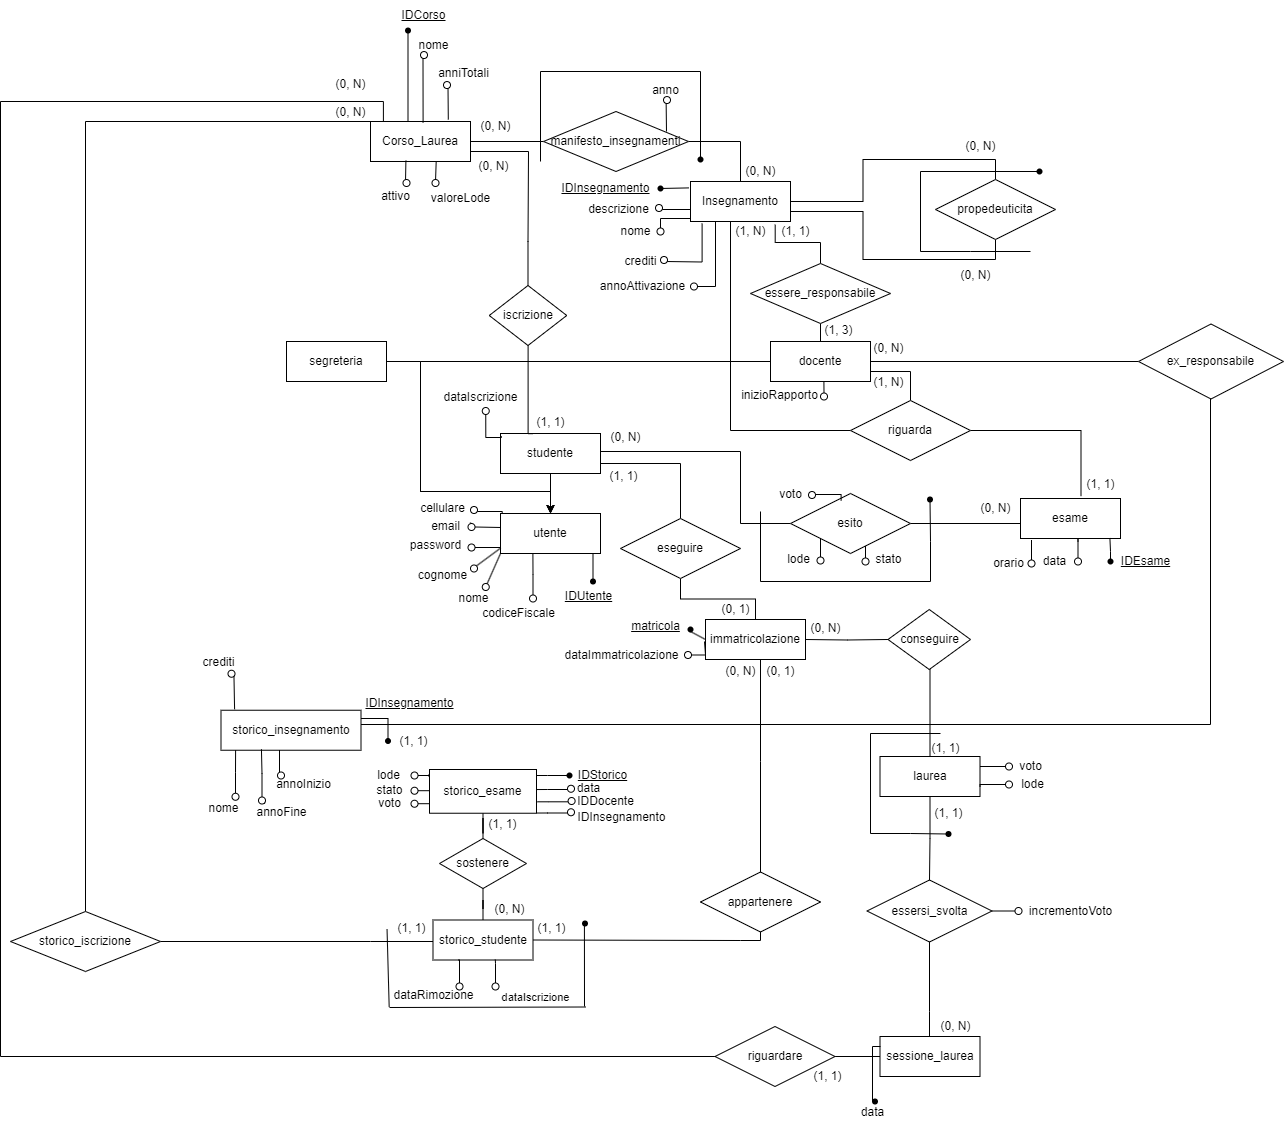 IDCorso
nome
anniTotali
(0, N)
anno
(0, N)
(0, N)
Corso_Laurea
manifesto_insegnamenti
(0, N)
(0, N)
(0, N)
attivo
valoreLode
IDInsegnamento
Insegnamento
descrizione
propedeuticita
nome
(1, N)
(1, 1)
crediti
(0, N)
annoAttivazione
essere_responsabile
iscrizione
(1, 3)
segreteria
docente
(0, N)
ex_responsabile
(1, N)
dataIscrizione
inizioRapporto
(1, 1)
riguarda
(0, N)
studente
(1, 1)
(1, 1)
voto
cellulare
(0, N)
esame
email
utente
esito
password
eseguire
lode
stato
orario
data
IDEsame
cognome
nome
IDUtente
codiceFiscale
(0, 1)
matricola
(0, N)
immatricolazione
conseguire
dataImmatricolazione
crediti
(0, N)
(0, 1)
IDInsegnamento
storico_insegnamento
(1, 1)
(1, 1)
voto
lode
IDStorico
laurea
annoInizio
stato
storico_esame
data
lode
nome
voto
IDDocente
annoFine
IDInsegnamento
(1, 1)
(1, 1)
sostenere
appartenere
(0, N)
essersi_svolta
incrementoVoto
(1, 1)
(1, 1)
storico_iscrizione
storico_studente
dataRimozione
dataIscrizione
(0, N)
riguardare
sessione_laurea
(1, 1)
data